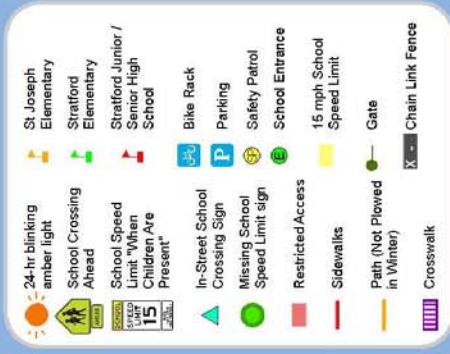 24-hr blinking
amber light
School Crossing
Ahead
AHEAD
School Speed
Limit "When
Children Are
Present"
SCHOOL
SPEED
LIMIT
15
In-Street School
Crossing Sign
Missing School
Speed Limit sign
Restricted Access
Sidewalks
Path (Not Plowed
in Winter)
Crosswalk
St Joseph
Elementary
Stratford
Elementary
Stratford Junior /
Senior High
School
Bike Rack
P
Parking
SP
Safety Patrol
E
School Entrance
15 mph School
Speed Limit
Gate
X -
Chain Link Fence